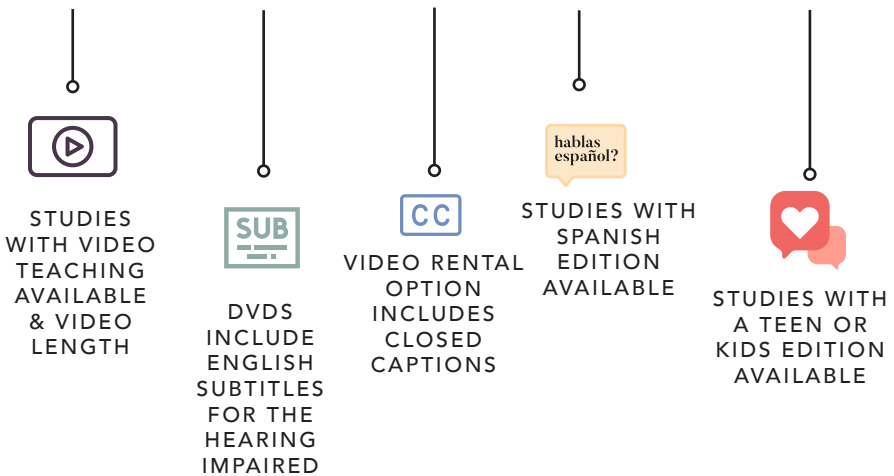 STUDIES
WITH VIDEO
TEACHING
AVAILABLE
& VIDEO
LENGTH
SUB
DVDS
INCLUDE
ENGLISH
SUBTITLES
FOR THE
HEARING
IMPAIRED
CC
VIDEO RENTAL
OPTION
INCLUDES
CLOSED
CAPTIONS
hablas
español?
STUDIES WITH
SPANISH
EDITION
AVAILABLE
STUDIES WITH
A TEEN OR
KIDS EDITION
AVAILABLE